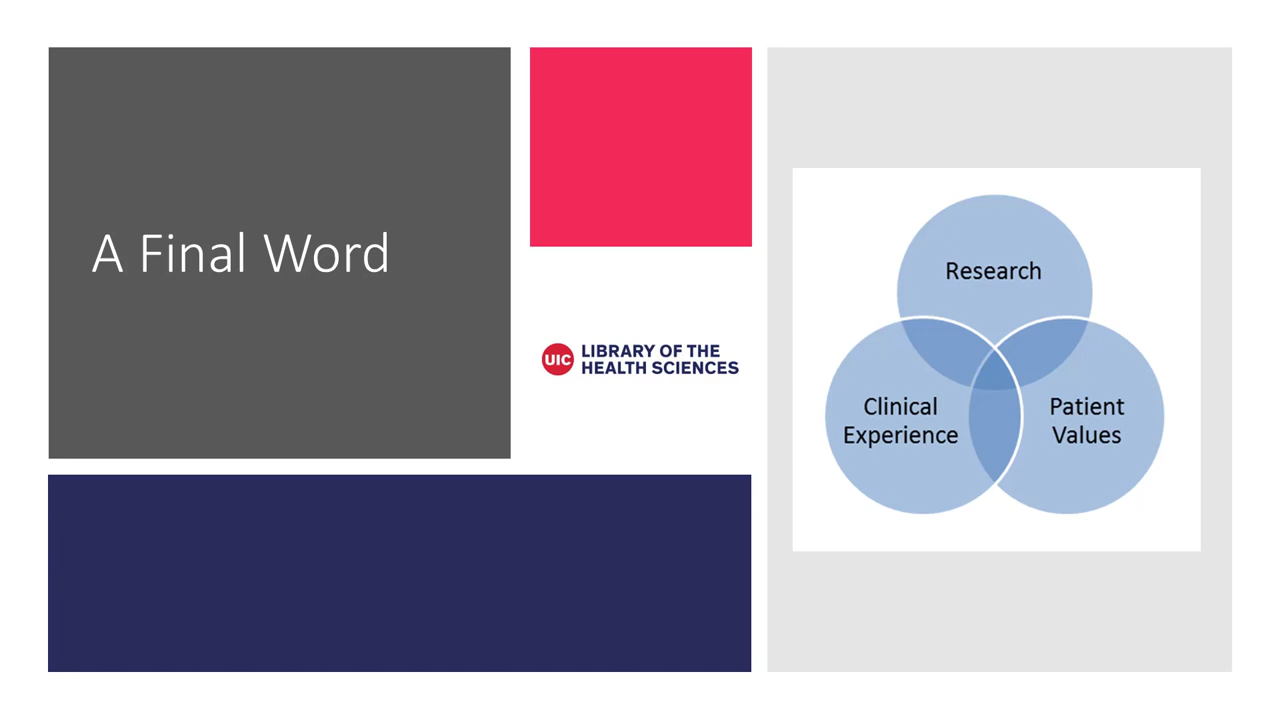 A Final Word
UIC
LIBRARY OF THE
HEALTH SCIENCES
Research
Clinical
Experience
Patient
Values